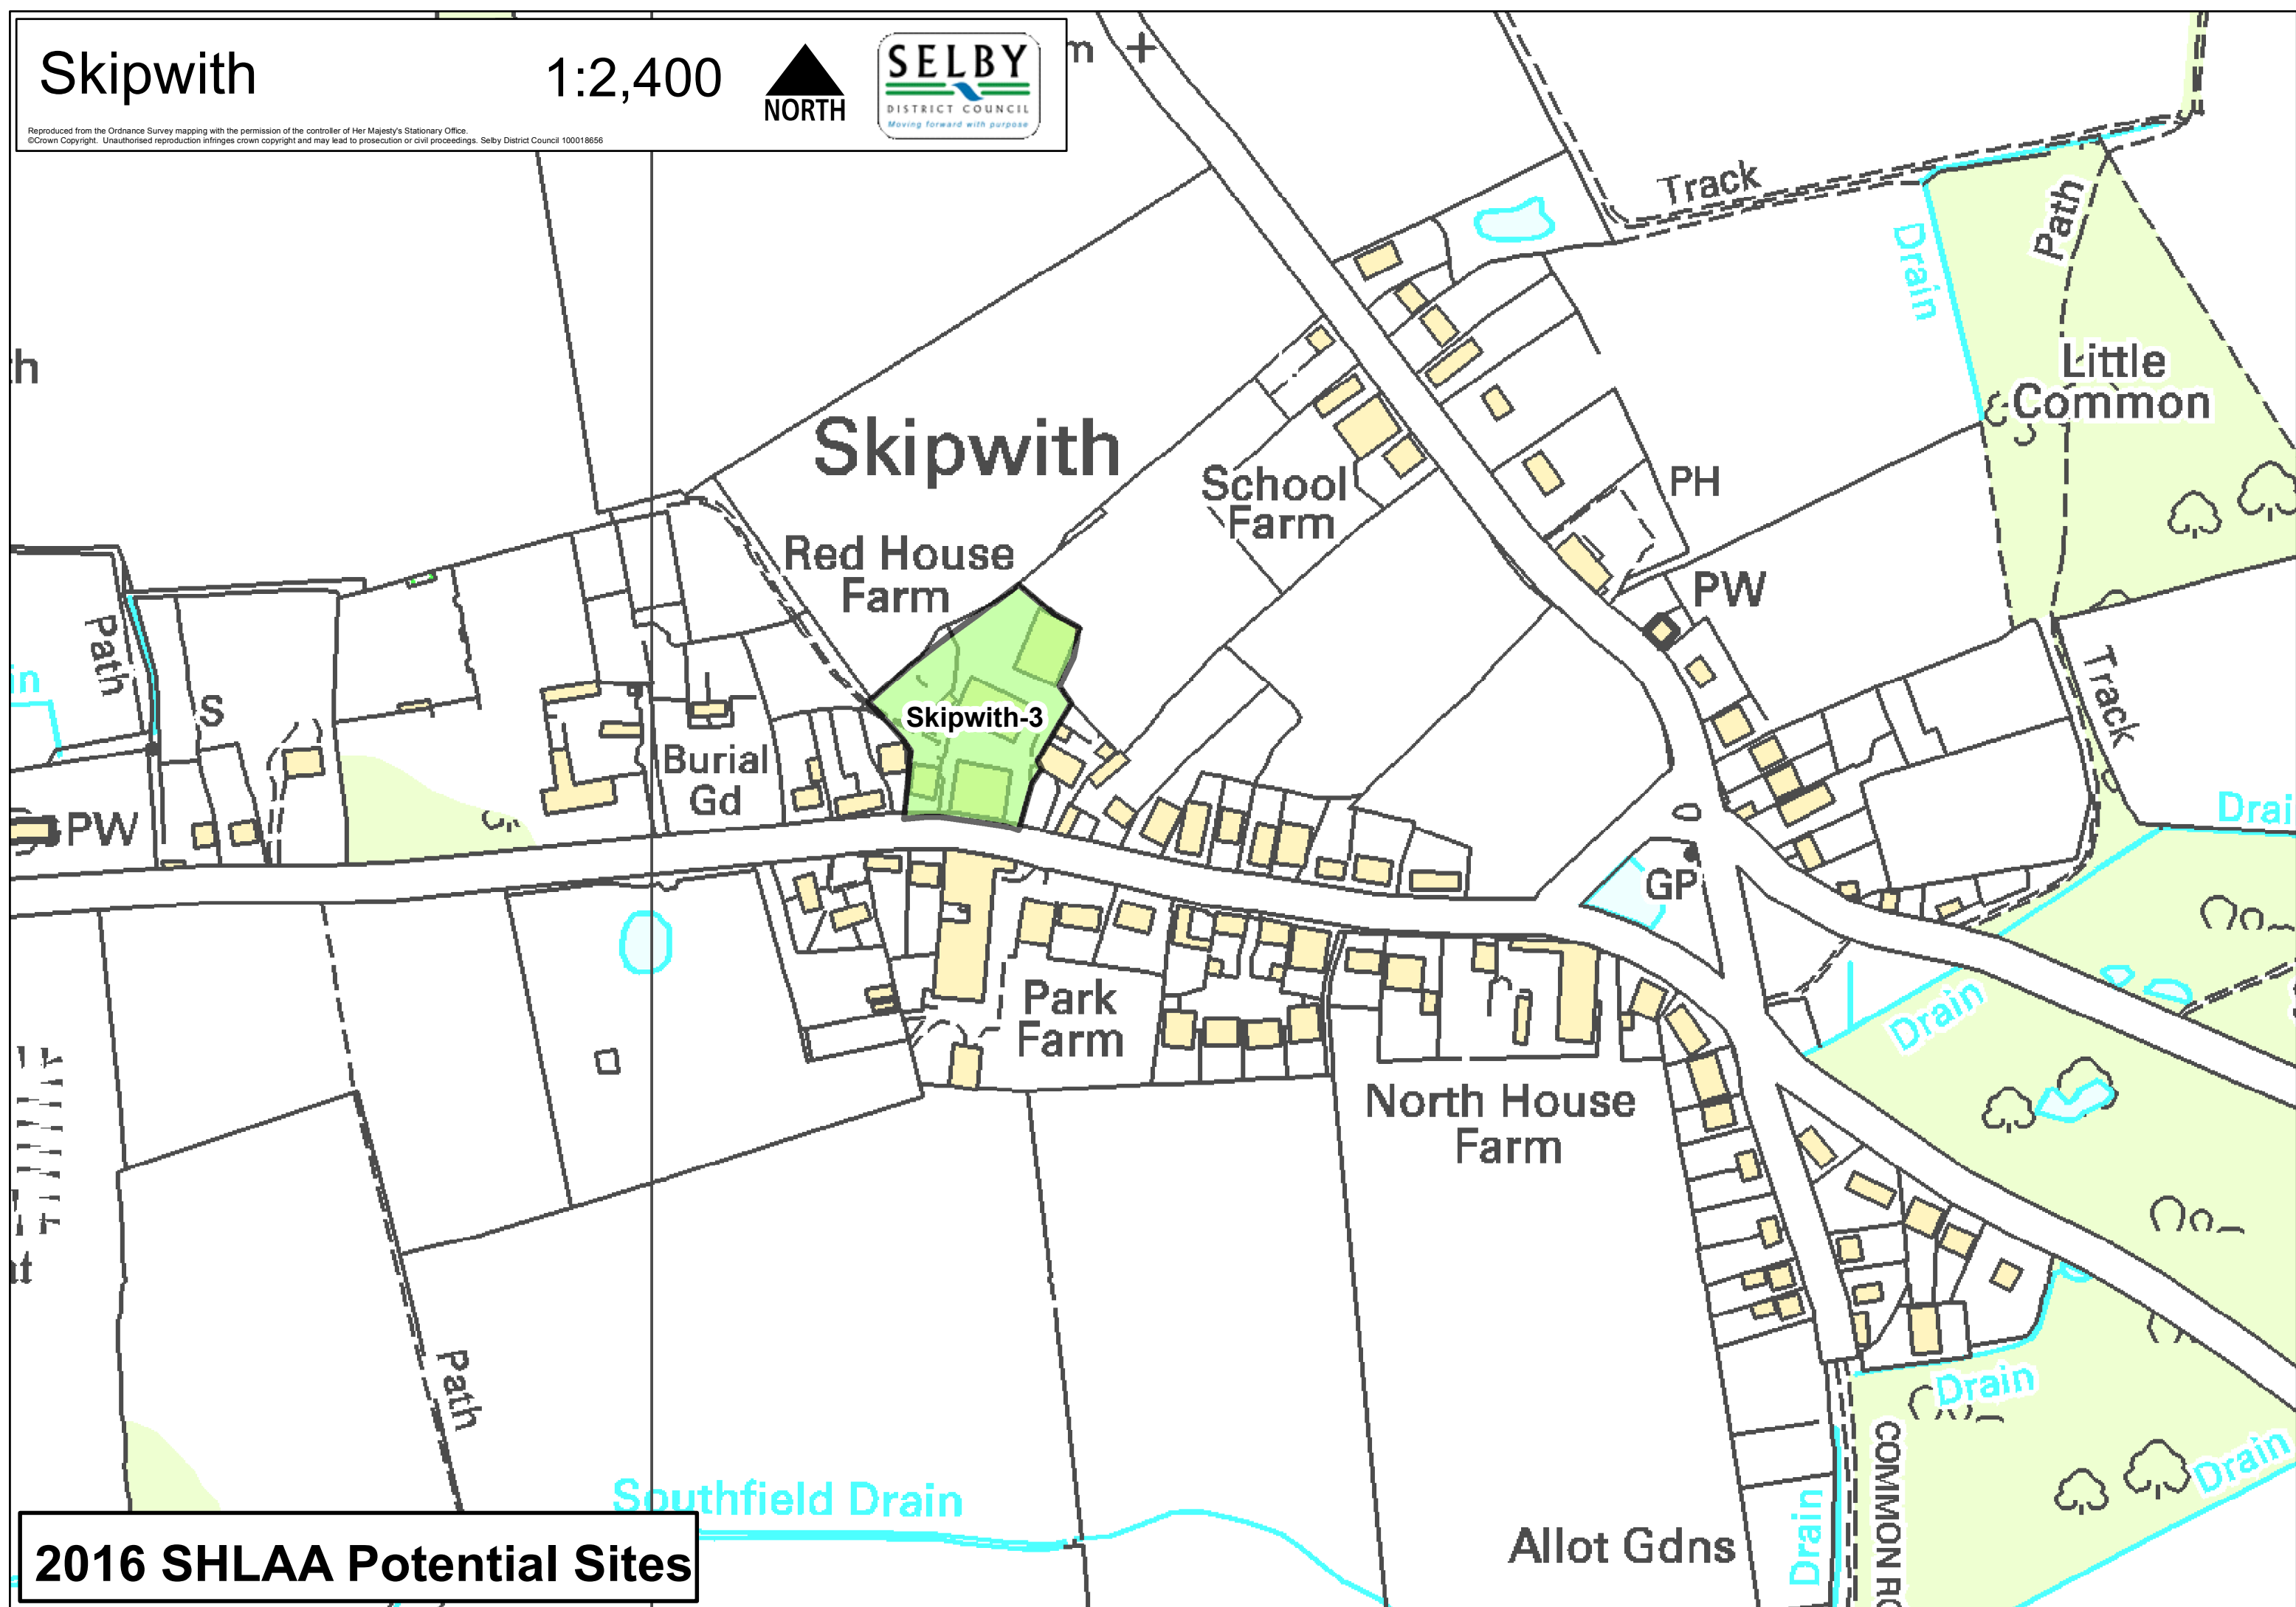 Skipwith
1:2,400
NORTH
SELBY
DISTRICT COUNCIL
Moving forward with purpose
Reproduced from the Ordnance Survey mapping with the permission of the controller of Her Majesty's Stationary Office.
©Crown Copyright. Unauthorised reproduction infringes crown copyright and may lead to prosecution or civil proceedings. Selby District Council 100018656
m
Track
Path
Drain
Little
Common
h
Skipwith
School
Farm
PH
Red House
Farm
PW
Path
in
S
Skipwith-3
Track
Burial
Gd
PW
Drai
GP
Park
Farm
Drain
North House
Farm
t
Path
Drain
COMMON RO
Drain
Southfield Drain
Allot Gdns
Drain
2016 SHLAA Potential Sites